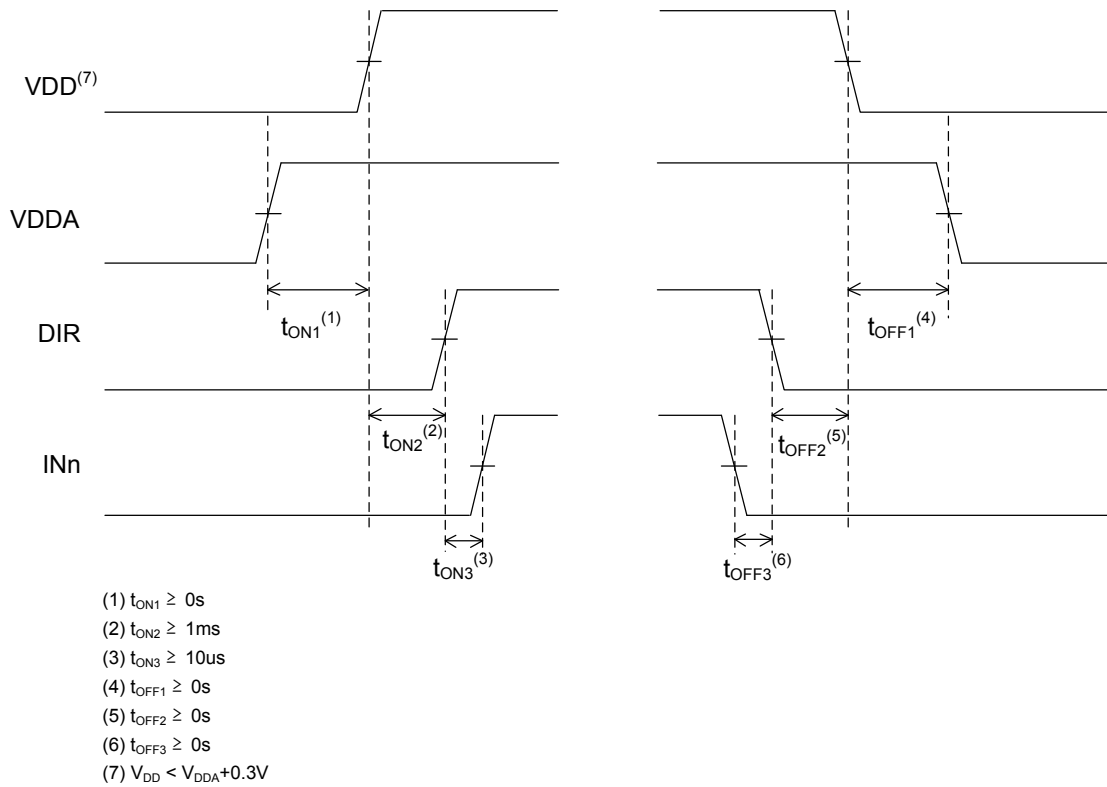 VDD(7)
VDDA
tON1(1)
tOFF1(4)
DIR
tON2(2)
tOFF2(5)
INn
tON3(3)
tOFF3(6)
(1) tON1 ≥ 0s
(2) tON2 ≥ 1ms
(3) tON3 ≥ 10us
(4) tOFF1 ≥ 0s
(5) tOFF2 ≥ 0s
(6) tOFF3 ≥ 0s
(7) VDD < VDDA+0.3V